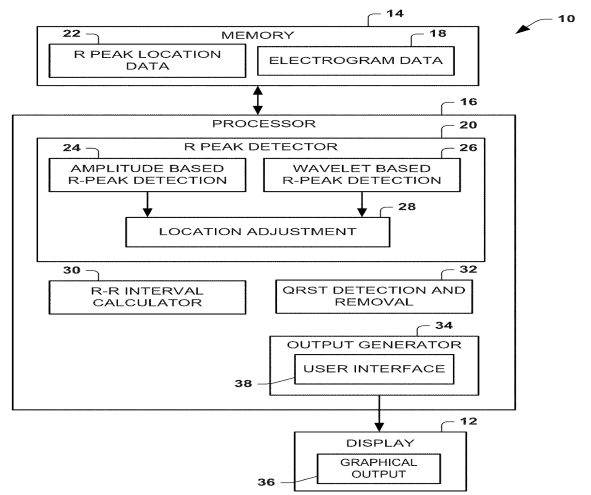 14
10
MEMORY
22
18
R PEAK LOCATION
DATA
ELECTROGRAM DATA
16
PROCESSOR
20
R PEAK DETECTOR
24
26
AMPLITUDE BASED
R-PEAK DETECTION
WAVELET BASED
R-PEAK DETECTION
28
LOCATION ADJUSTMENT
30
32
R-R INTERVAL
CALCULATOR
QRST DETECTION AND
REMOVAL
34
OUTPUT GENERATOR
USER INTERFACE
38
12
DISPLAY
GRAPHICAL
OUTPUT
36